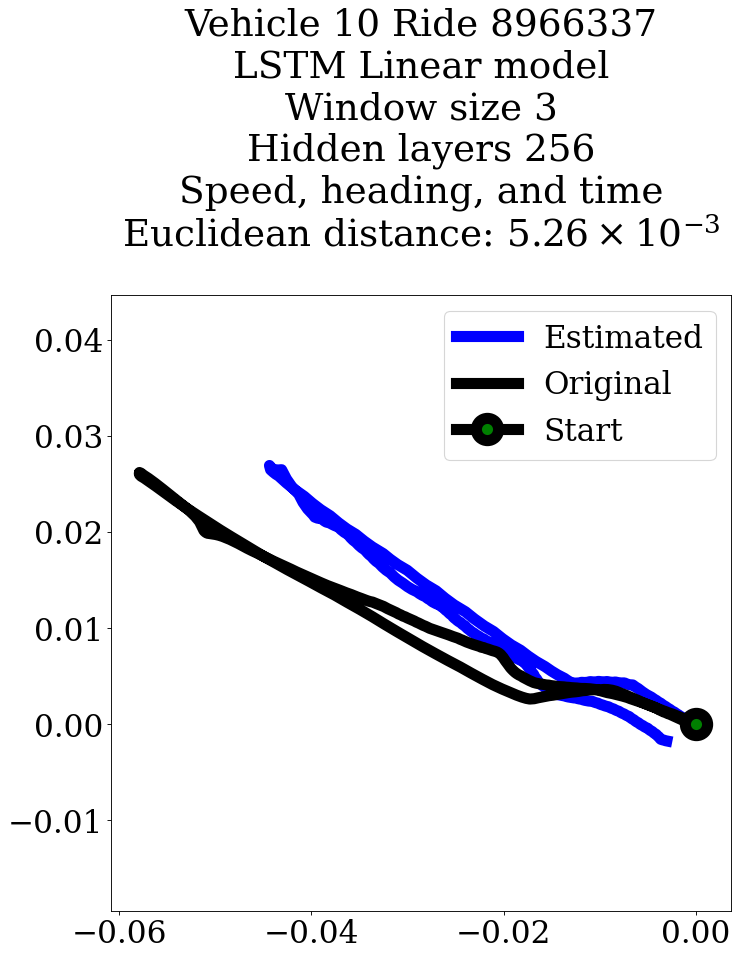 Vehicle 10 Ride 8966337
LSTM Linear model
Window size 3
Hidden layers 256
Speed, heading, and time
Euclidean distance: 5.26 × 10⁻³
Estimated
Original
Start
0.04
0.03
0.02
0.01
0.00
−0.01
−0.06
−0.04
−0.02
0.00